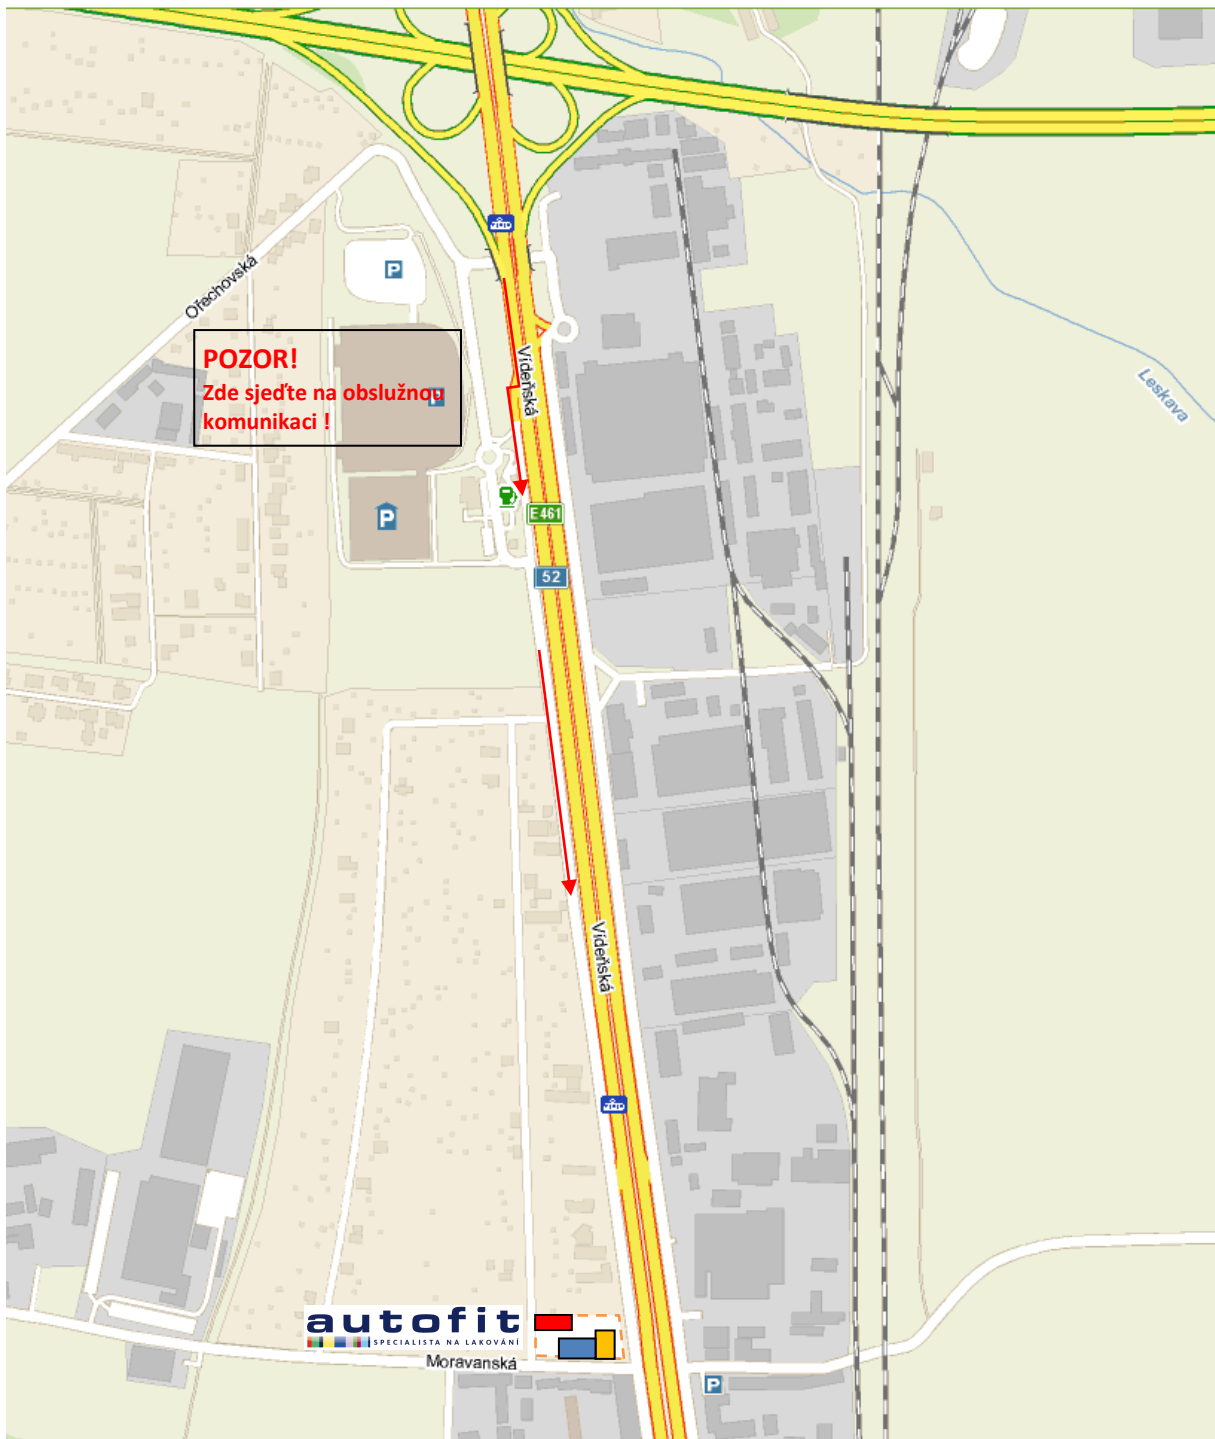 Ořechovská
P
POZOR!
Zde sjeďte na obslužnou
komunikaci !
P
Vídeňská
Leskava
P
E461
52
Vídeňská
autofit
SPECIALISTA NA LAKOVÁNÍ
Moravanská
P